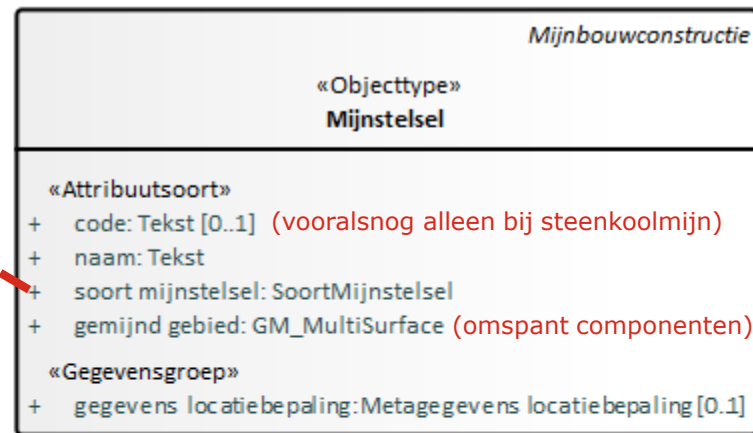 Mijnbouwconstructie
«Objecttype»
Mijnstelsel
«Attribuutsoort»
+ code: Tekst [0..1] (vooralsnog alleen bij steenkoolmijn)
+ naam: Tekst
+ soort mijnstelsel: SoortMijnstelsel
+ gemijnd gebied: GM_MultiSurface (omspant componenten)
«Gegevensgroep»
+ gegevens locatiebepaling:Metagegevens locatiebepaling [0.1]